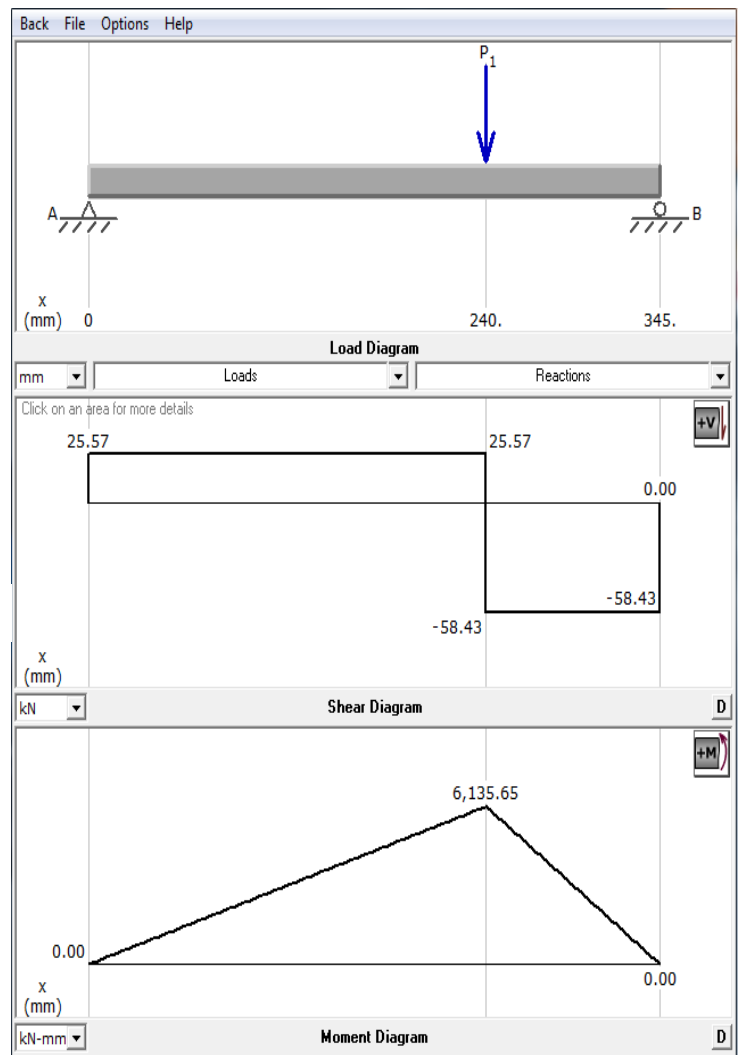 Back File Options Help
P1
A
B
x
(mm) 0 240. 345.
Load Diagram
mm Loads Reactions
Click on an area for more details
+V
25.57 25.57
0.00
-58.43
-58.43
x
(mm)
kN Shear Diagram D
+M
6,135.65
0.00
0.00
x
(mm)
kN-mm Moment Diagram D